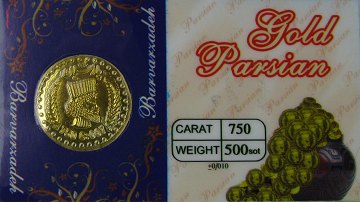 Barvarzadeh
Barvarzadeh
Gold
Parsian
CARAT 750
WEIGHT 500sot
±0/010